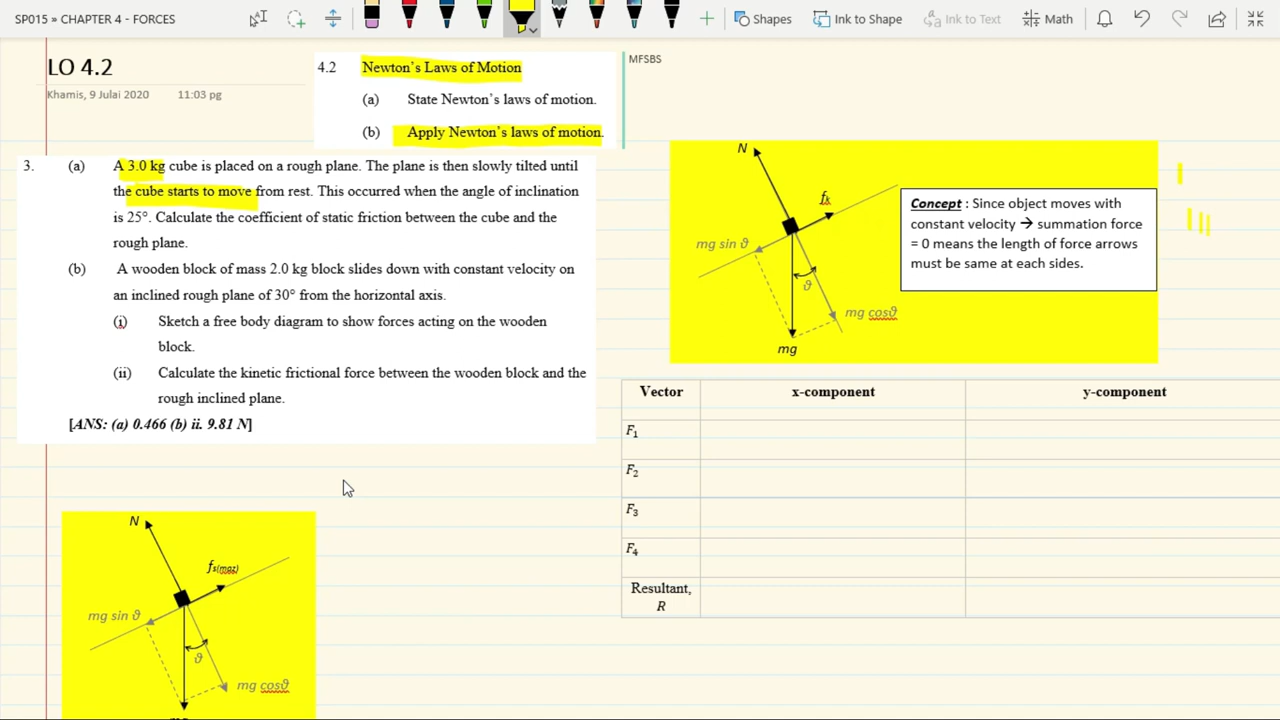 SP015 » CHAPTER 4 - FORCES
Shapes
Ink to Shape
Ink to Text
Math
LO 4.2
Khamis, 9 Julai 2020 11:03 pg
4.2 Newton's Laws of Motion
(a) State Newton's laws of motion.
(b) Apply Newton's laws of motion.
MFSBS
3. (a) A 3.0 kg cube is placed on a rough plane. The plane is then slowly tilted until
the cube starts to move from rest. This occurred when the angle of inclination
is 25°. Calculate the coefficient of static friction between the cube and the
rough plane.
(b) A wooden block of mass 2.0 kg block slides down with constant velocity on
an inclined rough plane of 30° from the horizontal axis.
(i) Sketch a free body diagram to show forces acting on the wooden
block.
(ii) Calculate the kinetic frictional force between the wooden block and the
rough inclined plane.
[ANS: (a) 0.466 (b) ii. 9.81 N]
N
fk
mg sin ϑ
ϑ
mg cosϑ
mg
Concept : Since object moves with
constant velocity → summation force
= 0 means the length of force arrows
must be same at each sides.
Vector x-component y-component
F1
F2
F3
F4
Resultant,
R
N
fs(max)
mg sin ϑ
ϑ
mg cosϑ